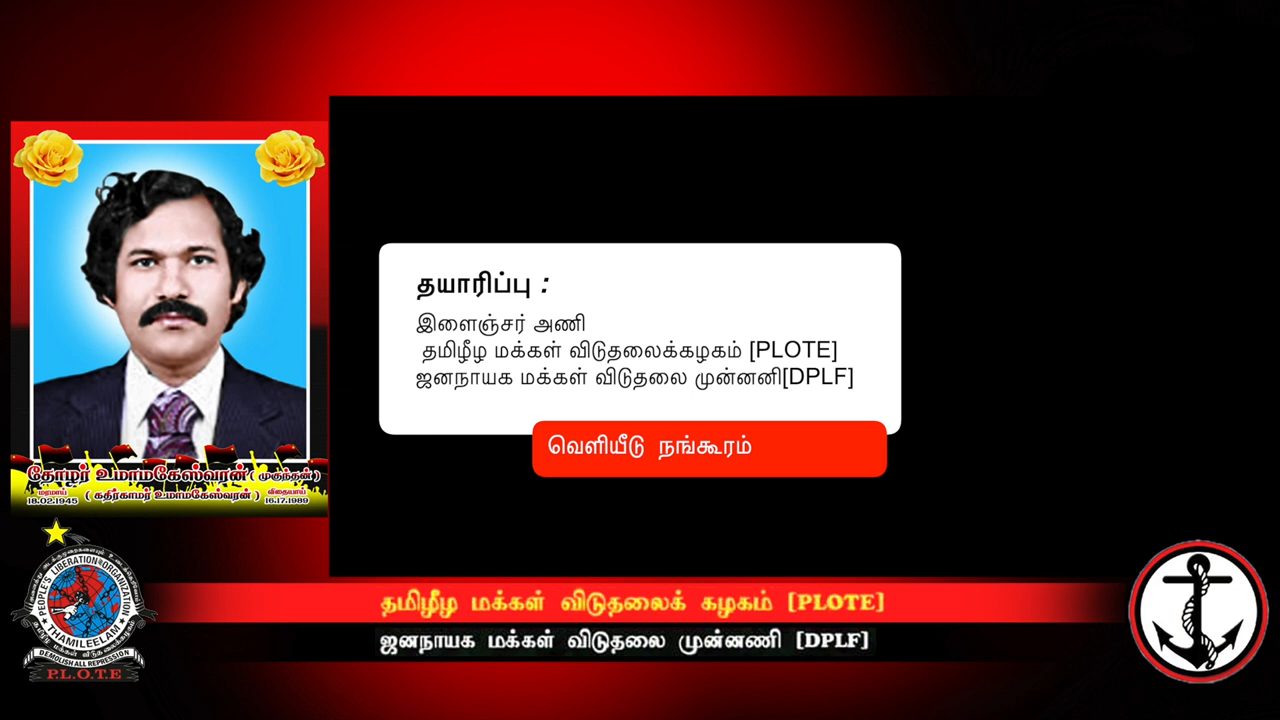 தயாரிப்பு :
இளைஞர் அணி
தமிழீழ மக்கள் விடுதலைக்கழகம் [PLOTE]
ஜனநாயக மக்கள் விடுதலை முன்னனி[DPLF]
வெளியீடு நங்கூரம்
தோழர் உமாமகேஸ்வரன் ( முகுந்தன் )
( கதிர்காமர் உமாமகேஸ்வரன் )
18.02.1945
விதையாய்
16.17.1989
PEOPLE'S LIBERATION ORGANIZATION
THAMILEELAM
DEMOLISH ALL REPRESSION
P.L.O.T.E
தமிழீழ மக்கள் விடுதலைக் கழகம் [PLOTE]
ஜனநாயக மக்கள் விடுதலை முன்னணி [DPLF]